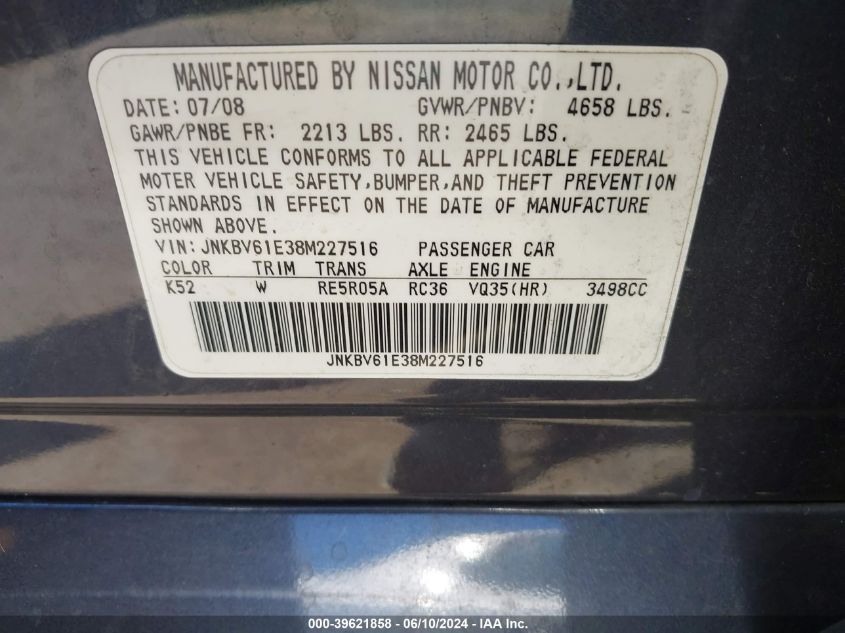 MANUFACTURED BY NISSAN MOTOR CO.,LTD.
DATE: 07/08 GVWR/PNBV: 4658 LBS.
GAWR/PNBE FR: 2213 LBS. RR: 2465 LBS.
THIS VEHICLE CONFORMS TO ALL APPLICABLE FEDERAL
MOTER VEHICLE SAFETY,BUMPER,AND THEFT PREVENTION
STANDARDS IN EFFECT ON THE DATE OF MANUFACTURE
SHOWN ABOVE.
VIN: JNKBV61E38M227516 PASSENGER CAR
COLOR TRIM TRANS AXLE ENGINE
K52 W RE5R05A RC36 VQ35(HR) 3498CC
JNKBV61E38M227516
000-39621858 - 06/10/2024 - IAA Inc.